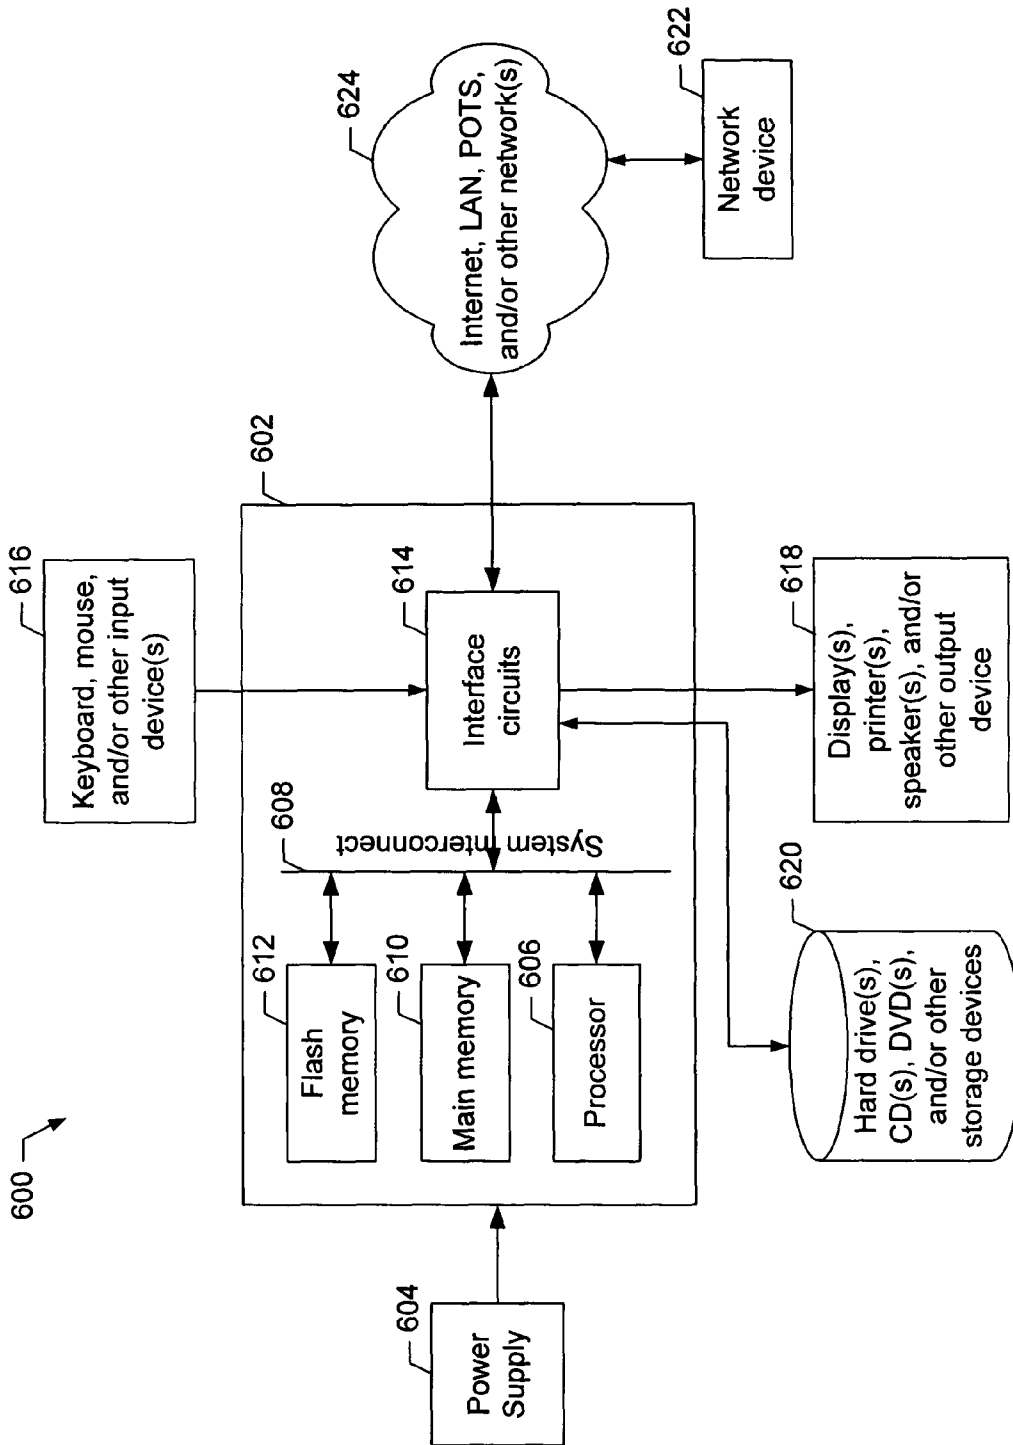 600
616
Keyboard, mouse,
and/or other input
device(s)
602
624
Internet, LAN, POTS,
and/or other network(s)
622
Network
device
604
Power
Supply
612
Flash
memory
610
Main memory
606
Processor
608
System Interconnect
614
Interface
circuits
620
Hard drive(s),
CD(s), DVD(s),
and/or other
storage devices
618
Display(s),
printer(s),
speaker(s), and/or
other output
device